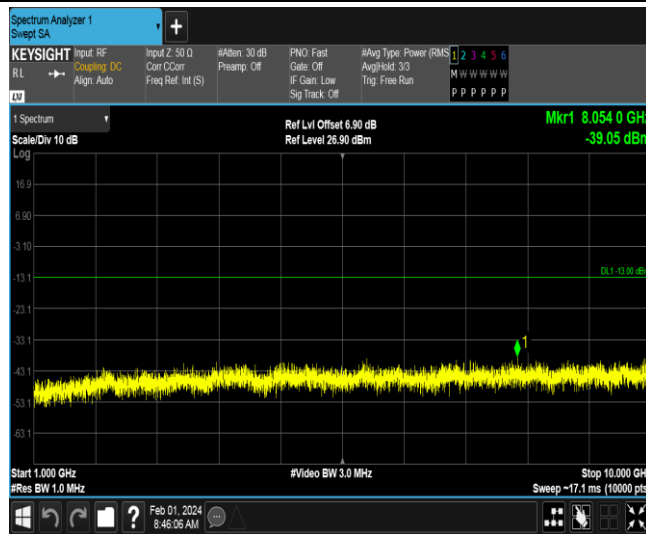 Spectrum Analyzer 1
Swept SA
KEYSIGHT
RL
Input: RF
Coupling: DC
Align: Auto
Input Z: 50 Ω
Corr CCorr
Freq Ref: Int (S)
#Atten: 30 dB
Preamp: Off
PNO: Fast
Gate: Off
IF Gain: Low
Sig Track: Off
#Avg Type: Power (RMS
Avg|Hold: 3/3
Trig: Free Run
1 2 3 4 5 6
M W W W W W
P P P P P P
1 Spectrum
Scale/Div 10 dB
Log
Ref Lvl Offset 6.90 dB
Ref Level 26.90 dBm
Mkr1 8.054 0 GHz
-39.05 dBm
16.9
6.90
-3.10
-13.1
DL1 -13.00 dBm
-23.1
-33.1
1
-43.1
-53.1
-63.1
Start 1.000 GHz
#Res BW 1.0 MHz
#Video BW 3.0 MHz
Stop 10.000 GH
Sweep ~17.1 ms (10000 pts
Feb 01, 2024
8:46:06 AM